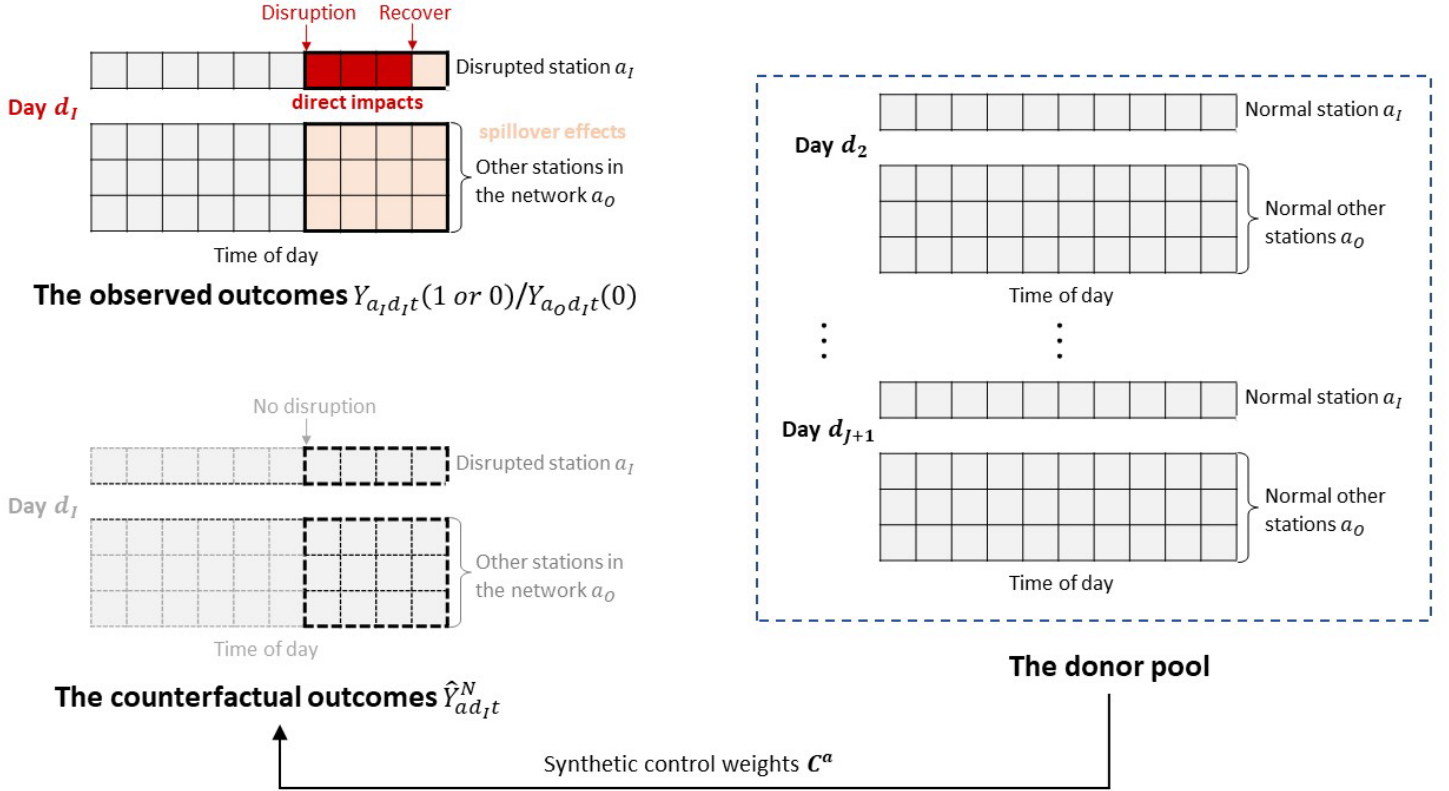 Disruption Recover
Disrupted station a_I
Day d_I
direct impacts
spillover effects
Other stations in
the network a_O
Time of day
The observed outcomes Y_{a_I d_I t}(1 or 0)/Y_{a_O d_I t}(0)
No disruption
Disrupted station a_I
Day d_I
Other stations in
the network a_O
Time of day
The counterfactual outcomes Ŷ^N_{a d_I t}
Normal station a_I
Day d_2
Normal other
stations a_O
Time of day
⋮ ⋮
Normal station a_I
Day d_{J+1}
Normal other
stations a_O
Time of day
The donor pool
Synthetic control weights C^a